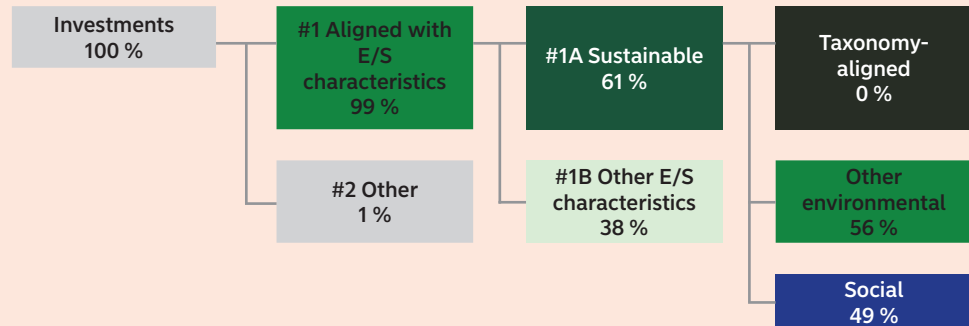 Investments
100 %
#1 Aligned with
E/S
characteristics
99 %
#2 Other
1 %
#1A Sustainable
61 %
#1B Other E/S
characteristics
38 %
Taxonomy-
aligned
0 %
Other
environmental
56 %
Social
49 %